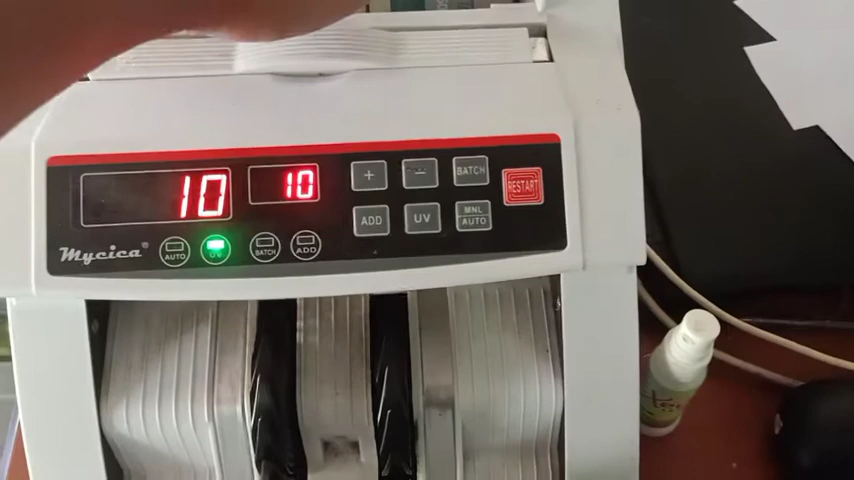 10
10
+
BATCH
RESTART
ADD
UV
MNL
AUTO
Mycica®
AUTO
UV
BATCH
ADD